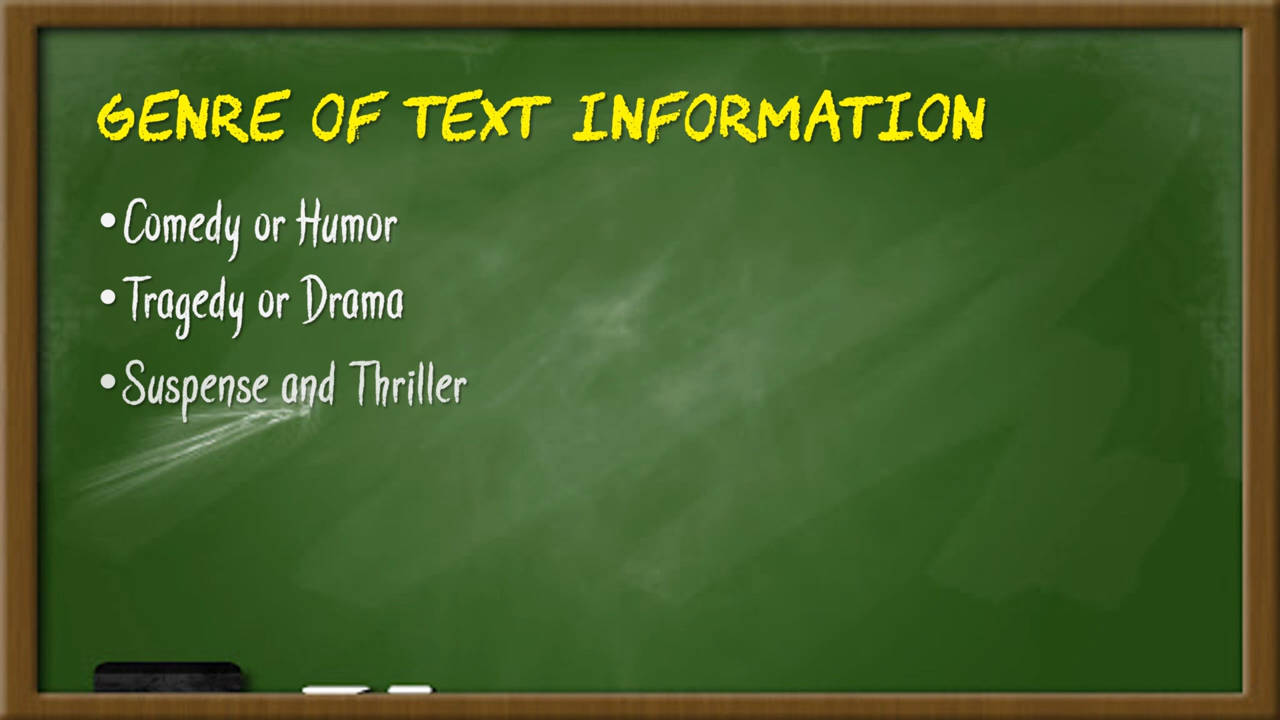 GENRE OF TEXT INFORMATION
•Comedy or Humor
•Tragedy or Drama
•Suspense and Thriller